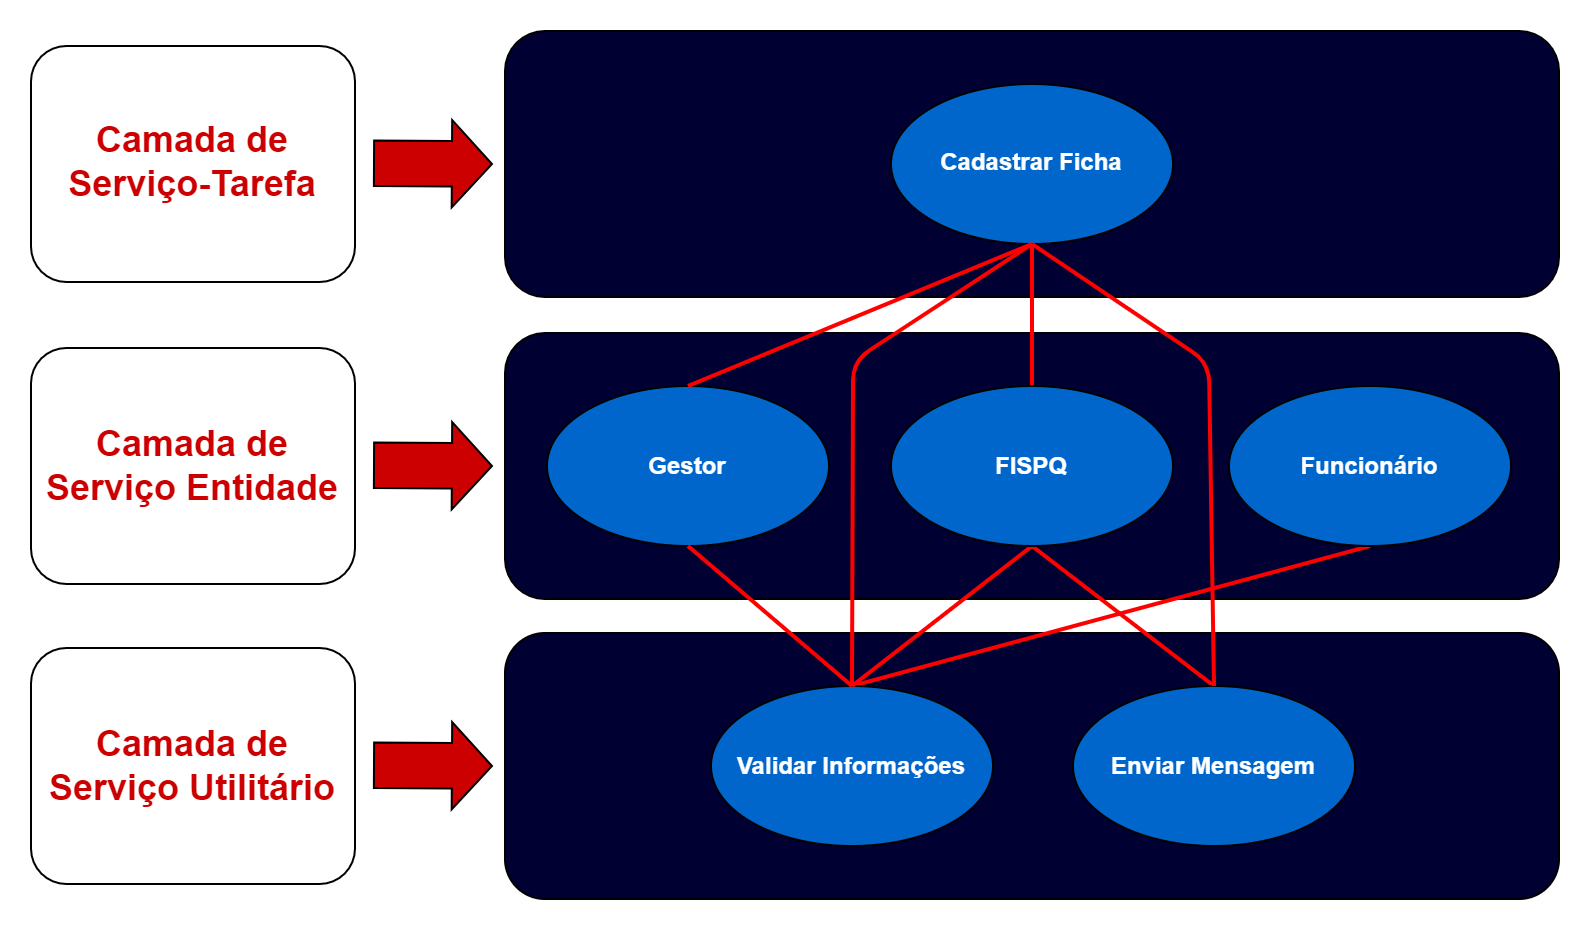 Camada de
Serviço-Tarefa
Cadastrar Ficha
Camada de
Serviço Entidade
Gestor
FISPQ
Funcionário
Camada de
Serviço Utilitário
Validar Informações
Enviar Mensagem